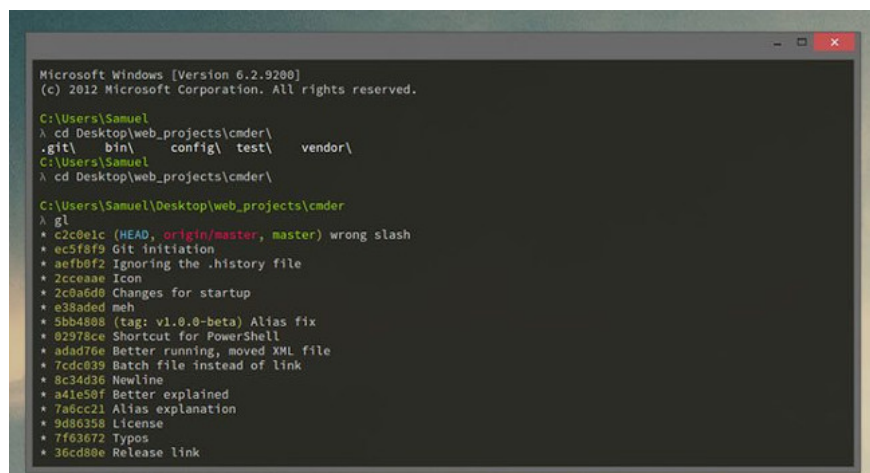 Microsoft Windows [Version 6.2.9200]
(c) 2012 Microsoft Corporation. All rights reserved.
C:\Users\Samuel
λ cd Desktop\web_projects\cmder\
.git\ bin\ config\ test\ vendor\
C:\Users\Samuel
λ cd Desktop\web_projects\cmder\
C:\Users\Samuel\Desktop\web_projects\cmder
λ gl
* c2c0e1c (HEAD, origin/master, master) wrong slash
* ec5f8f9 Git initiation
* aefb0f2 Ignoring the .history file
* 2cceaae Icon
* 2c0a6d0 Changes for startup
* e38aded meh
* 5bb4808 (tag: v1.0.0-beta) Alias fix
* 02978ce Shortcut for PowerShell
* adad76e Better running, moved XML file
* 7cdc039 Batch file instead of link
* 8c34d36 Newline
* a41e50f Better explained
* 7a6cc21 Alias explanation
* 9d86358 License
* 7f63672 Typos
* 36cd80e Release link